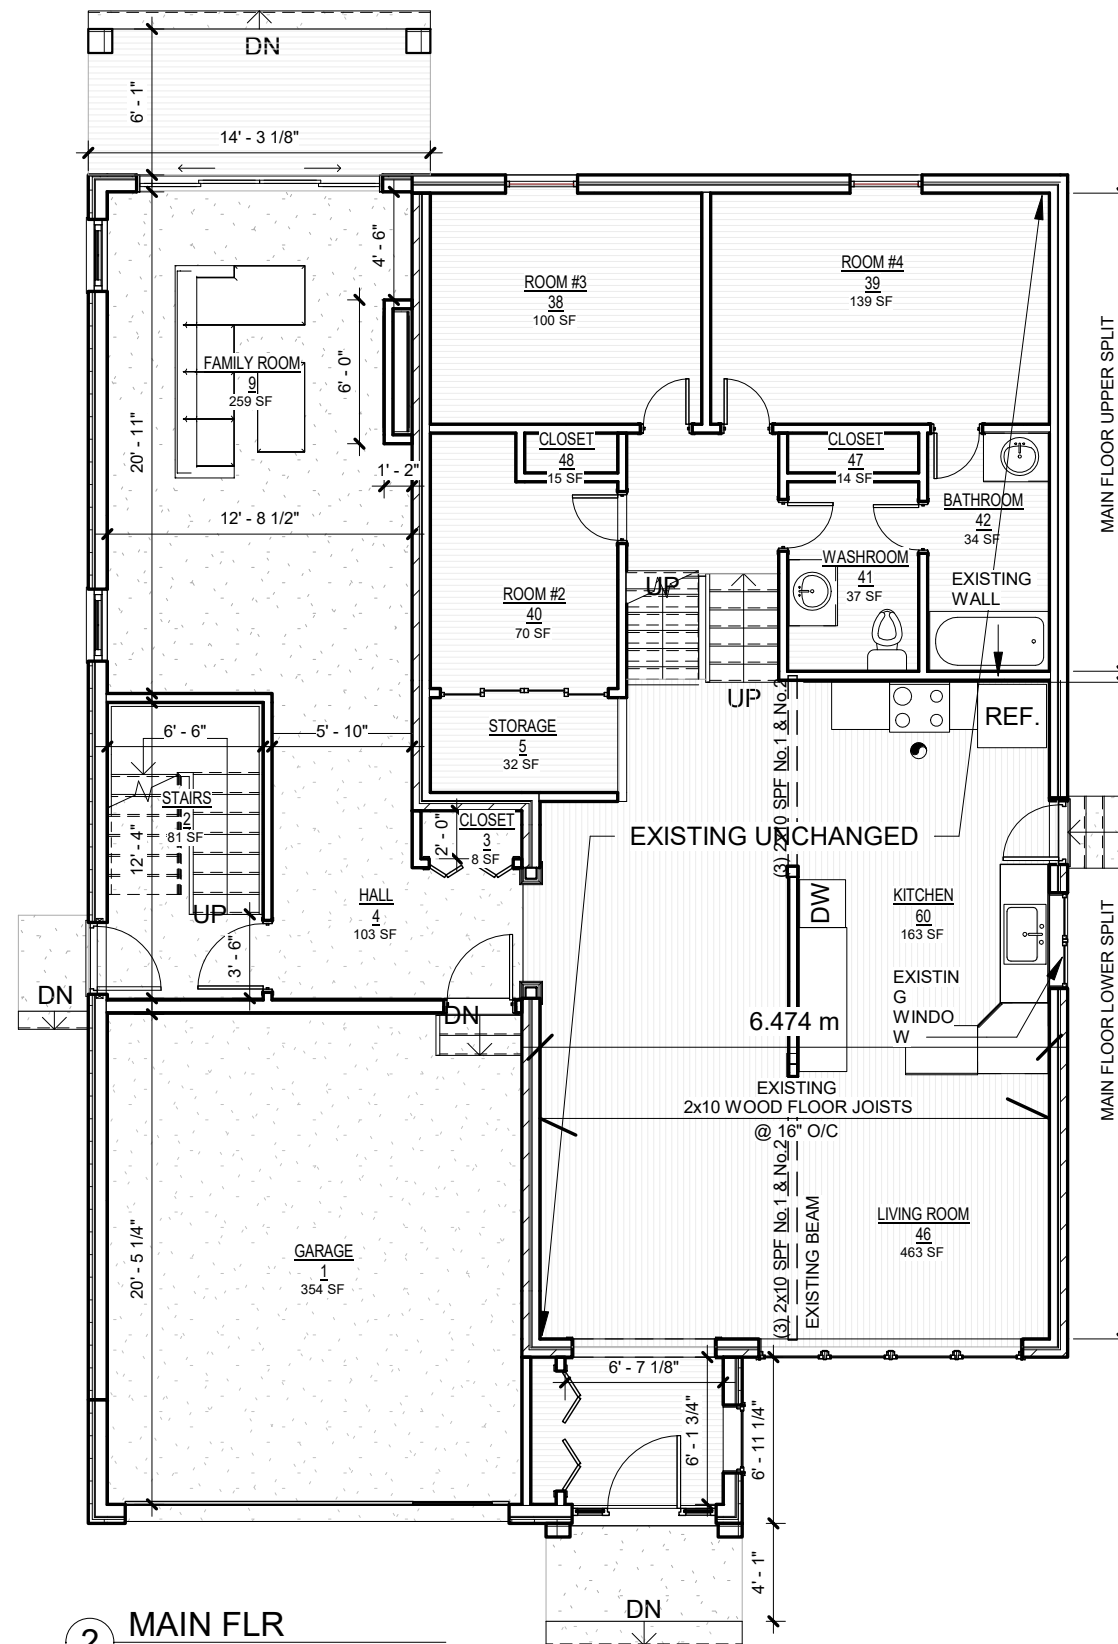 DN
6' - 1"
14' - 3 1/8"
4' - 6"
ROOM #3
38
100 SF
ROOM #4
39
139 SF
MAIN FLOOR UPPER SPLIT
FAMILY ROOM
9
259 SF
6' - 0"
20' - 11"
1' - 2"
12' - 8 1/2"
CLOSET
48
15 SF
CLOSET
47
14 SF
BATHROOM
42
34 SF
WASHROOM
41
37 SF
EXISTING
WALL
ROOM #2
40
70 SF
UP
UP
REF.
STORAGE
5
32 SF
6' - 6"
5' - 10"
STAIRS
2
81 SF
12' - 4"
UP
3' - 6"
CLOSET
3
8 SF
2' - 0"
(3) 2x10 SPF No.1 & No.2
EXISTING UNCHANGED
HALL
4
103 SF
DW
KITCHEN
60
163 SF
EXISTIN
G
WINDO
W
MAIN FLOOR LOWER SPLIT
DN
DN
6.474 m
EXISTING
2x10 WOOD FLOOR JOISTS
@ 16" O/C
(3) 2x10 SPF No.1 & No.2
EXISTING BEAM
LIVING ROOM
46
463 SF
GARAGE
1
354 SF
20' - 5 1/4"
6' - 7 1/8"
6' - 1 3/4"
6' - 11 1/4"
4' - 1"
DN
2
MAIN FLR